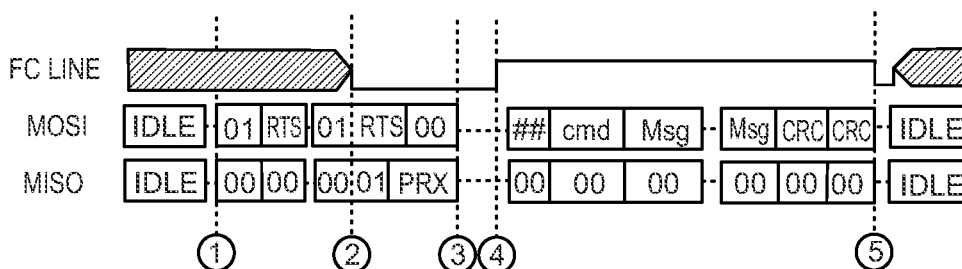 FC LINE
MOSI IDLE 01 RTS 01 RTS 00 ## cmd Msg Msg CRC CRC IDLE
MISO IDLE 00 00 00 01 PRX 00 00 00 00 00 00 IDLE
1 2 3 4 5